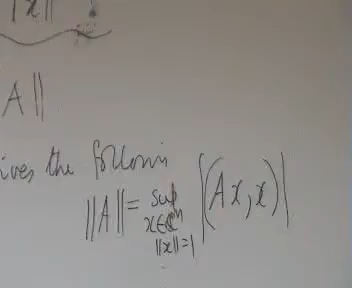 |x||
A||
ives the followin
||A|| = sup |(Ax, x)|
x∈ℂⁿ
||x||=1